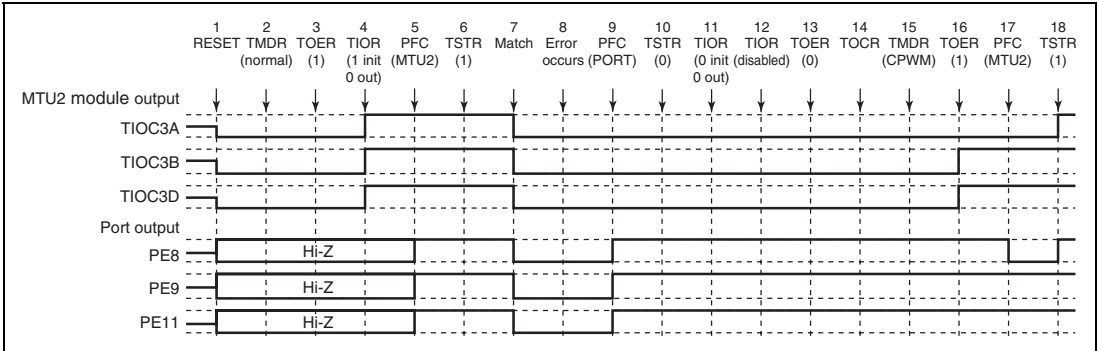 1 2 3 4 5 6 7 8 9 10 11 12 13 14 15 16 17 18
RESET TMDR TOER TIOR PFC TSTR Match Error PFC TSTR TIOR TIOR TOER TOCR TMDR TOER PFC TSTR
(normal) (1) (1 init (MTU2) (1) occurs (PORT) (0) (0 init (disabled) (0) (CPWM) (1) (MTU2) (1)
0 out) 0 out)
MTU2 module output
TIOC3A
TIOC3B
TIOC3D
Port output
PE8 Hi-Z
PE9 Hi-Z
PE11 Hi-Z